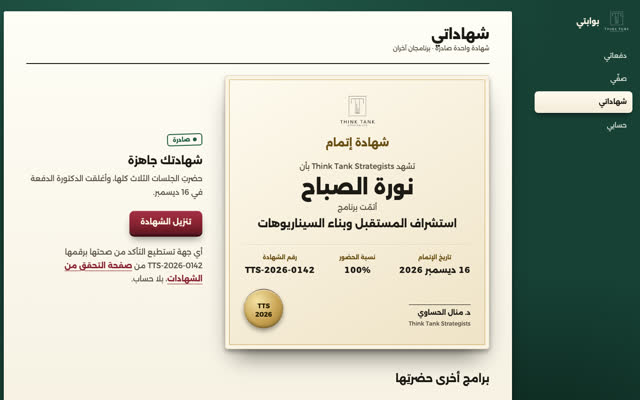 بوابتي
THINK TANK
دفعاتي
صفّي
شهاداتي
حسابي
شهاداتي
شهادة واحدة صادرة · برنامجان آخران
THINK TANK
شهادة إتمام
تشهد Think Tank Strategists بأن
نورة الصباح
أتمّت برنامج
استشراف المستقبل وبناء السيناريوهات
تاريخ الإتمام
16 ديسمبر 2026
نسبة الحضور
100%
رقم الشهادة
TTS-2026-0142
د. منال الحساوي
Think Tank Strategists
TTS
2026
صادرة
شهادتك جاهزة
حضرتِ الجلسات الثلاث كلها، وأغلقت الدكتورة الدفعة
في 16 ديسمبر.
تنزيل الشهادة
أي جهة تستطيع التأكد من صحتها برقمها
TTS-2026-0142 من صفحة التحقق من
الشهادات، بلا حساب.
برامج أخرى حضرتِها